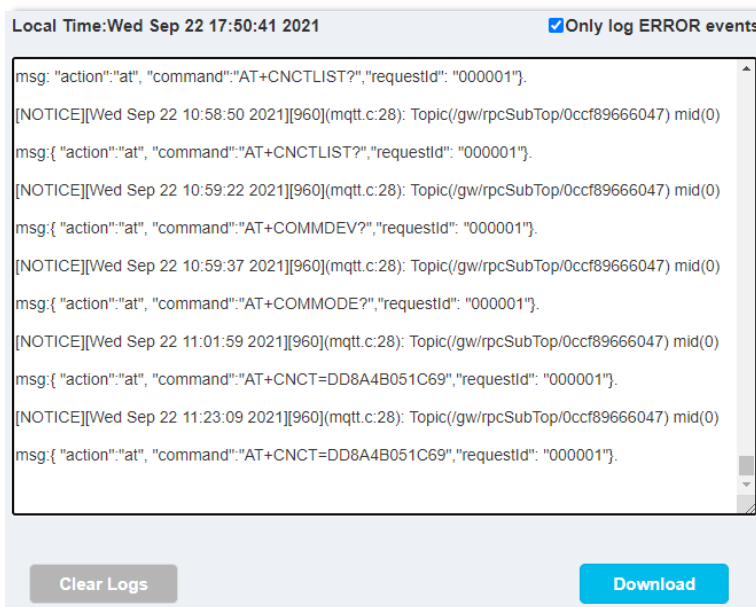 Local Time:Wed Sep 22 17:50:41 2021
Only log ERROR events
msg: "action":"at", "command":"AT+CNCTLIST?","requestId": "000001"}.
[NOTICE][Wed Sep 22 10:58:50 2021][960](mqtt.c:28): Topic(/gw/rpcSubTop/0ccf89666047) mid(0)
msg:{ "action":"at", "command":"AT+CNCTLIST?","requestId": "000001"}.
[NOTICE][Wed Sep 22 10:59:22 2021][960](mqtt.c:28): Topic(/gw/rpcSubTop/0ccf89666047) mid(0)
msg:{ "action":"at", "command":"AT+COMMDEV?","requestId": "000001"}.
[NOTICE][Wed Sep 22 10:59:37 2021][960](mqtt.c:28): Topic(/gw/rpcSubTop/0ccf89666047) mid(0)
msg:{ "action":"at", "command":"AT+COMMODE?","requestId": "000001"}.
[NOTICE][Wed Sep 22 11:01:59 2021][960](mqtt.c:28): Topic(/gw/rpcSubTop/0ccf89666047) mid(0)
msg:{ "action":"at", "command":"AT+CNCT=DD8A4B051C69","requestId": "000001"}.
[NOTICE][Wed Sep 22 11:23:09 2021][960](mqtt.c:28): Topic(/gw/rpcSubTop/0ccf89666047) mid(0)
msg:{ "action":"at", "command":"AT+CNCT=DD8A4B051C69","requestId": "000001"}.
Clear Logs
Download